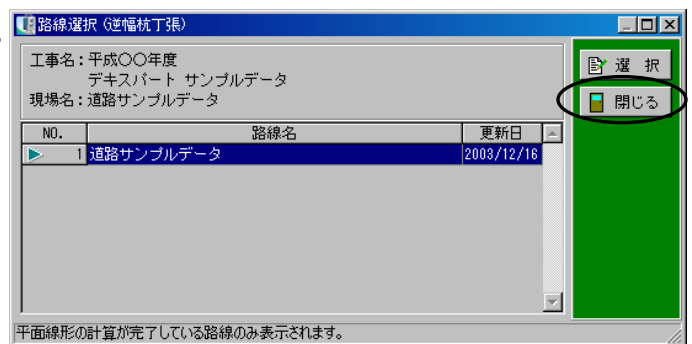 路線選択（逆幅杭丁張）
工事名：平成〇〇年度
デキスパート サンプルデータ
現場名：道路サンプルデータ
選 択
閉じる
NO. 路線名 更新日
1 道路サンプルデータ 2003/12/16
平面線形の計算が完了している路線のみ表示されます。